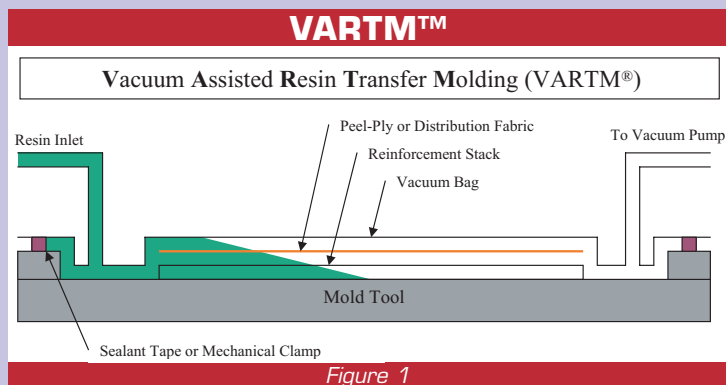 VARTM™
Vacuum Assisted Resin Transfer Molding (VARTM®)
Peel-Ply or Distribution Fabric
Resin Inlet
To Vacuum Pump
Reinforcement Stack
Vacuum Bag
Mold Tool
Sealant Tape or Mechanical Clamp
Figure 1